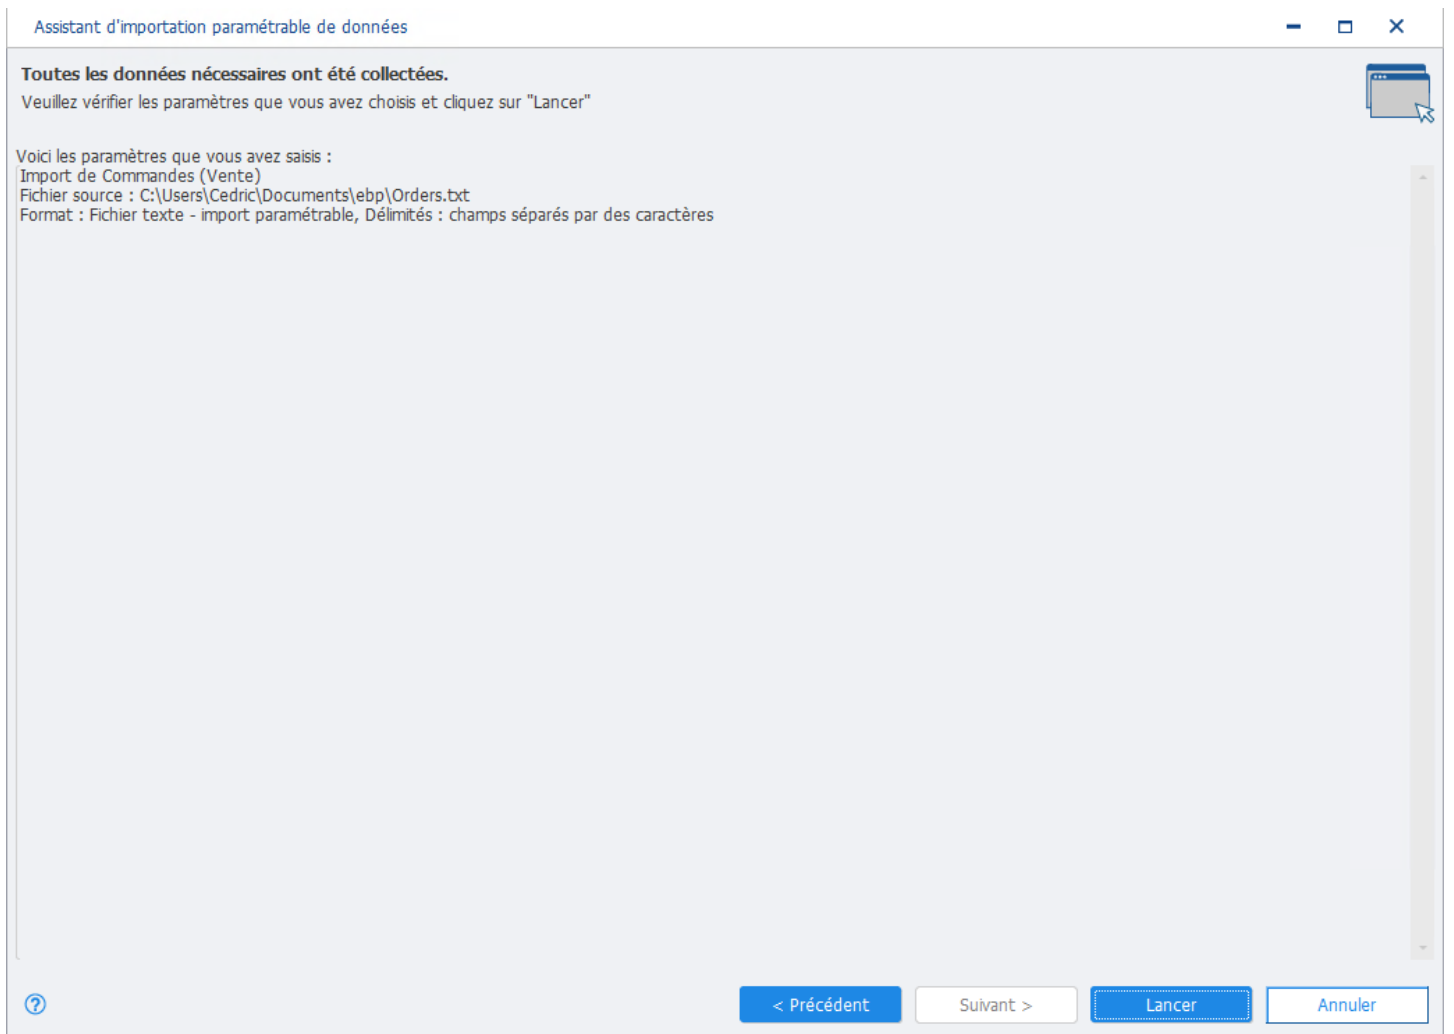 Assistant d'importation paramétrable de données
Toutes les données nécessaires ont été collectées.
Veuillez vérifier les paramètres que vous avez choisis et cliquez sur "Lancer"
Voici les paramètres que vous avez saisis :
Import de Commandes (Vente)
Fichier source : C:\Users\Cedric\Documents\ebp\Orders.txt
Format : Fichier texte - import paramétrable, Délimités : champs séparés par des caractères
? < Précédent Suivant > Lancer Annuler